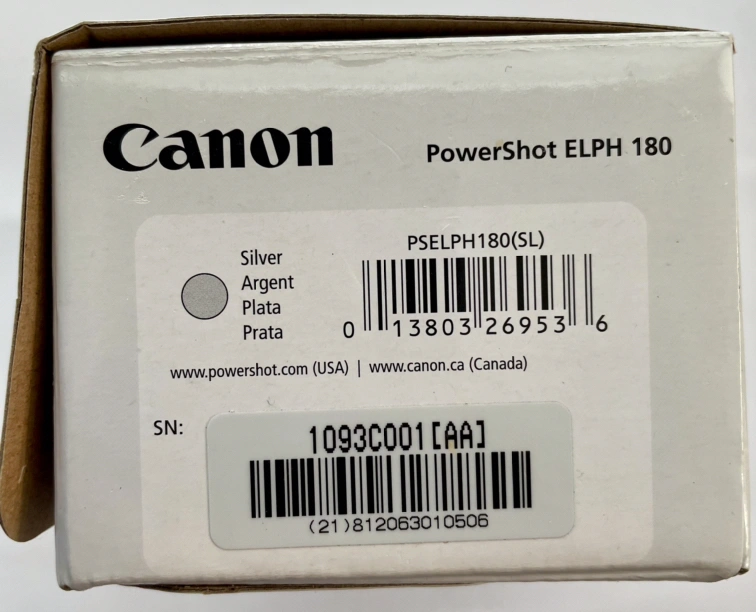 Canon
PowerShot ELPH 180
Silver
Argent
Plata
Prata
PSELPH180(SL)
0 13803 26953 6
www.powershot.com (USA) | www.canon.ca (Canada)
SN:
1093C001[AA]
(21)812063010506